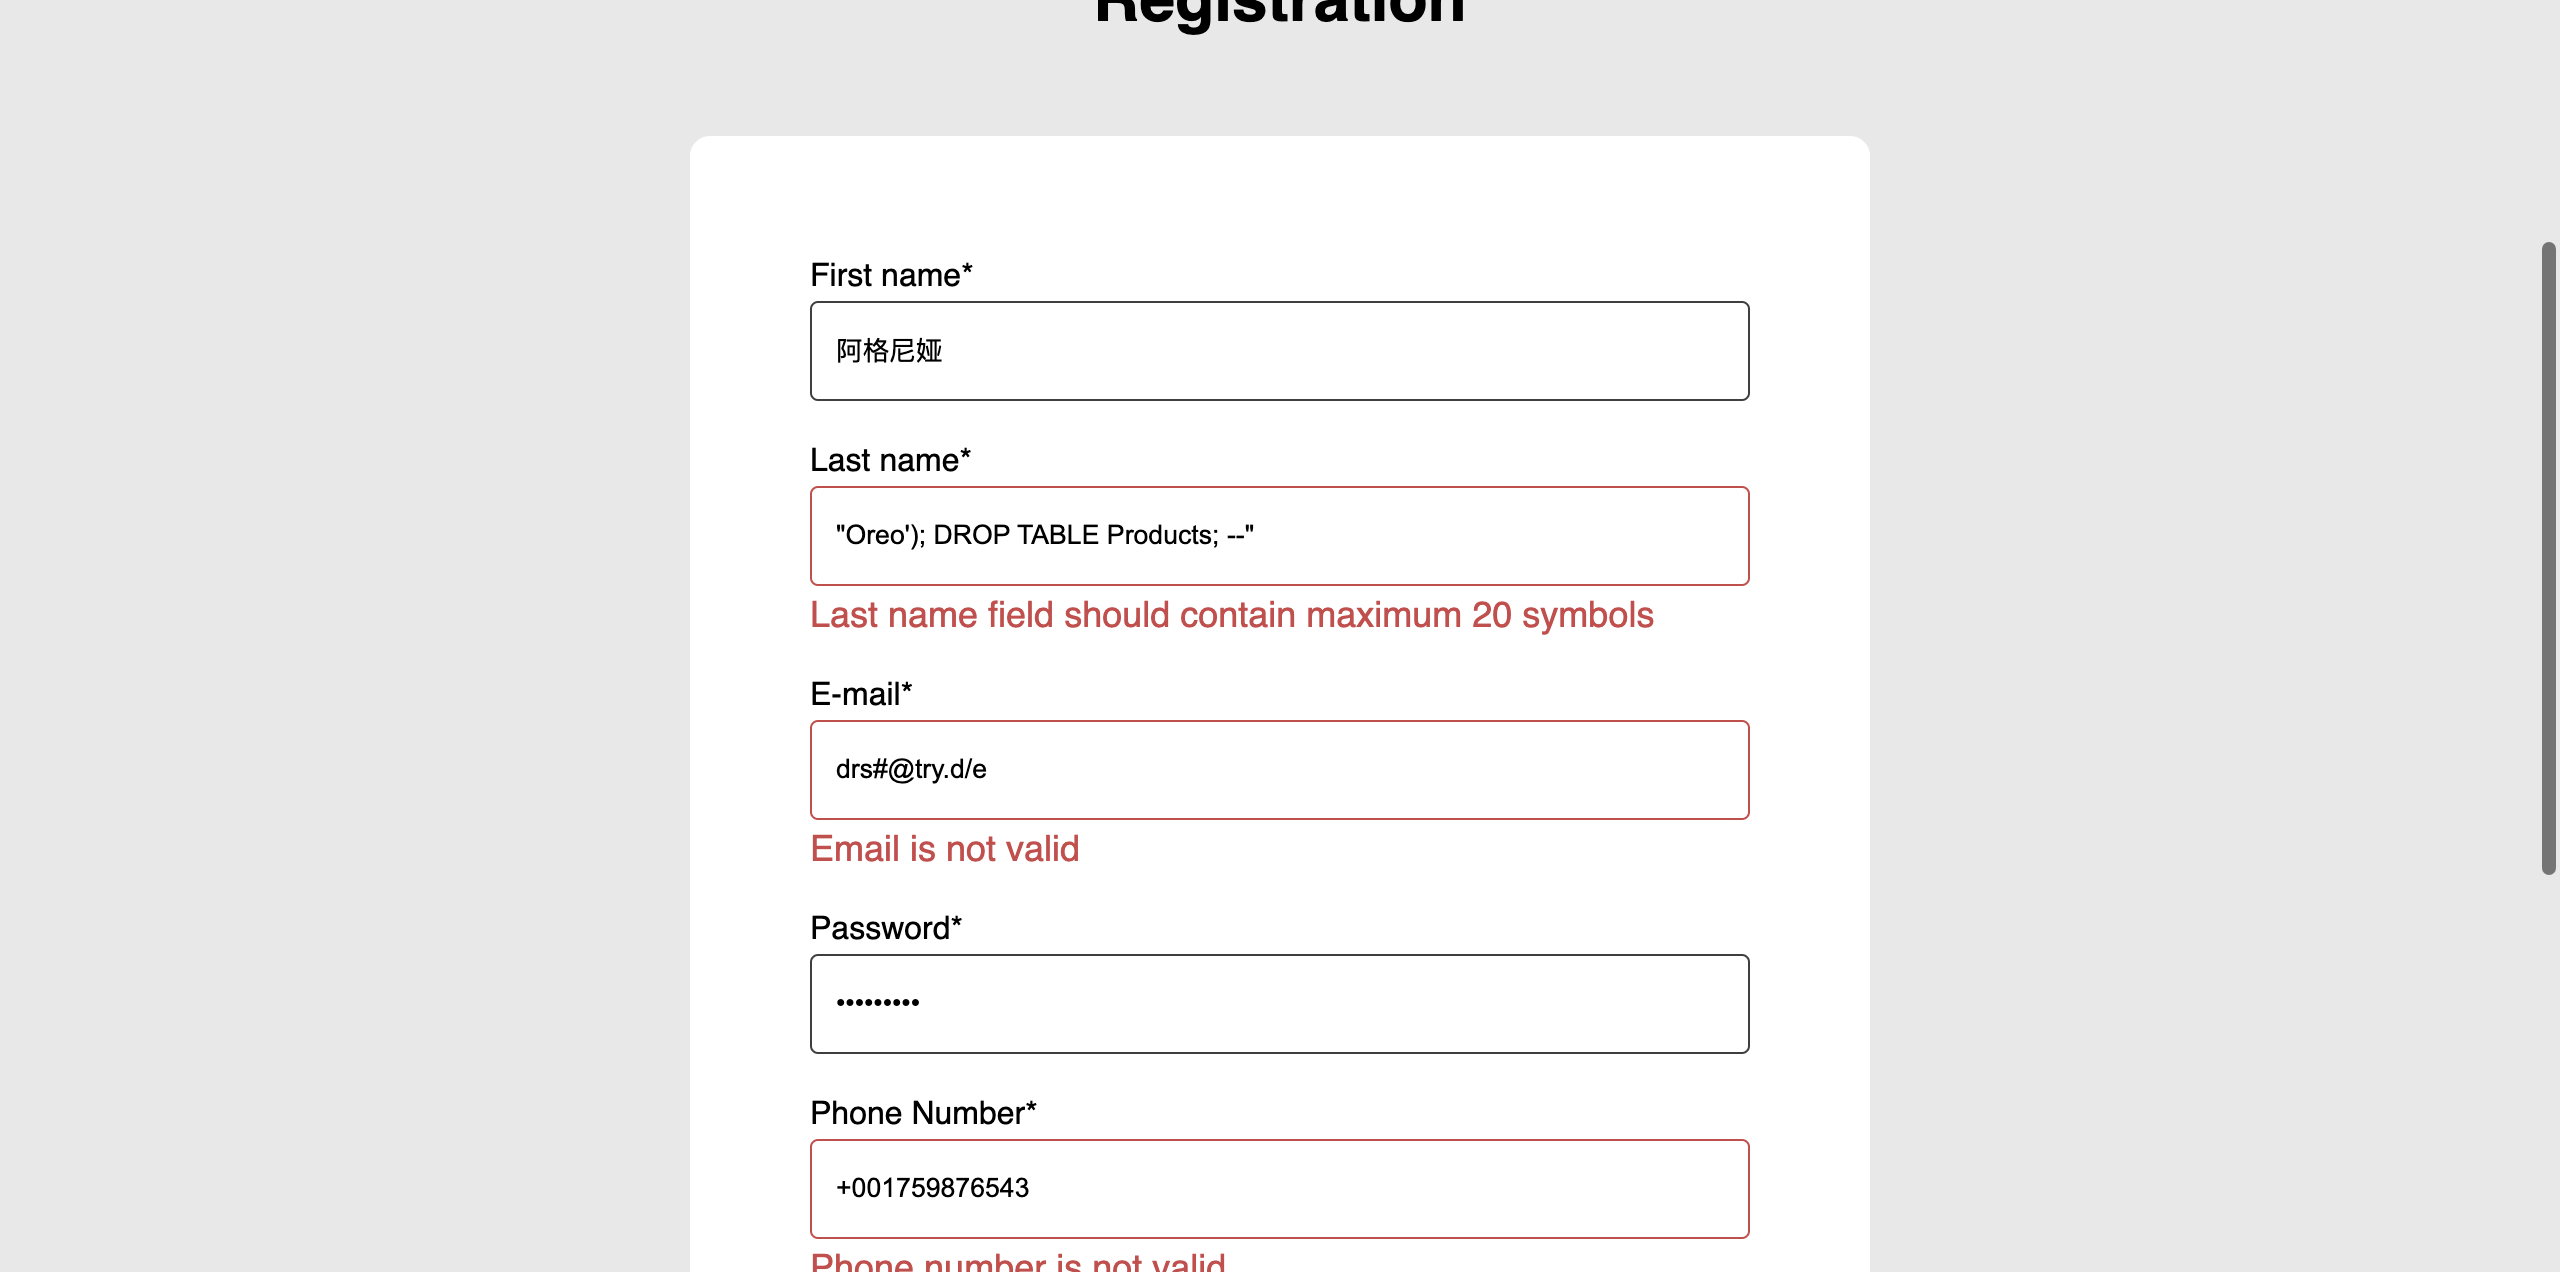 Registration
First name*
阿格尼娅
Last name*
"Oreo'); DROP TABLE Products; --"
Last name field should contain maximum 20 symbols
E-mail*
drs#@try.d/e
Email is not valid
Password*
•••••••••
Phone Number*
+001759876543
Phone number is not valid